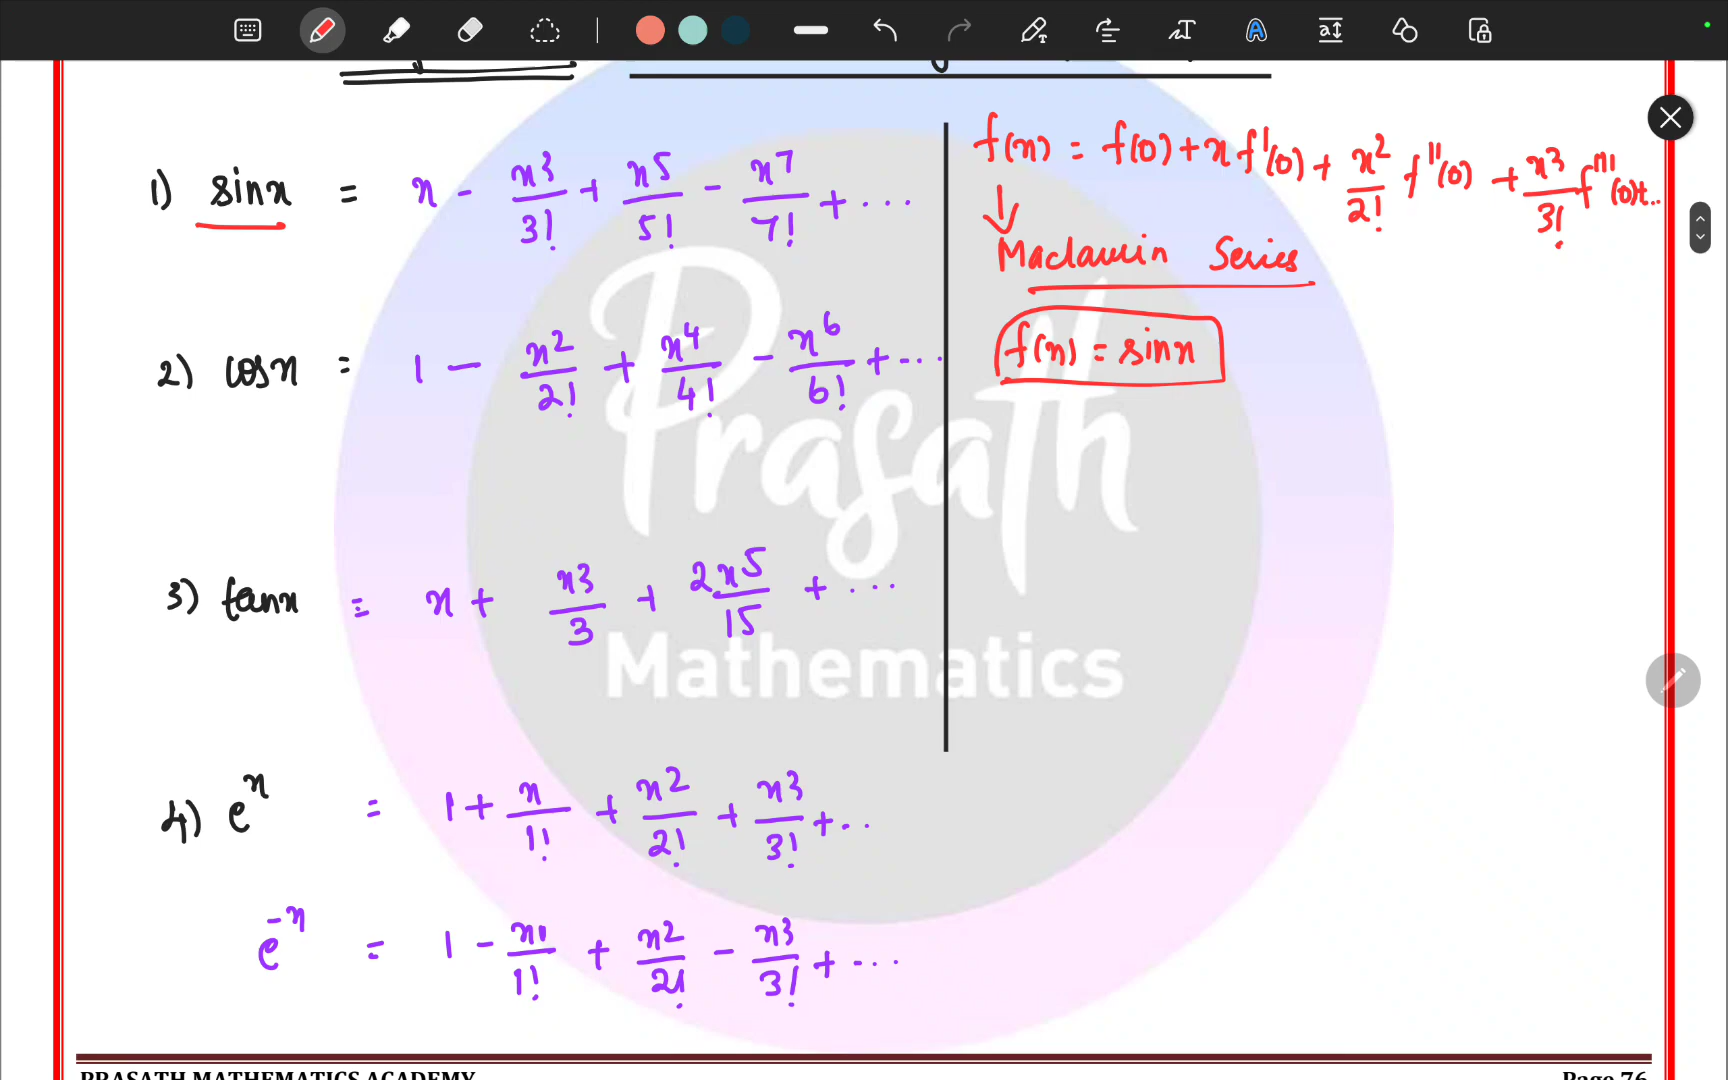 1) sinx = x - x³/3! + x⁵/5! - x⁷/7! + ...
f(x) = f(0) + x f'(0) + x²/2! f''(0) + x³/3! f'''(0) + ..
↓
Maclaurin Series
f(x) = sinx
2) cosx = 1 - x²/2! + x⁴/4! - x⁶/6! + ...
3) tanx = x + x³/3 + 2x⁵/15 + ...
4) eˣ = 1 + x/1! + x²/2! + x³/3! + ..
e⁻ˣ = 1 - x/1! + x²/2! - x³/3! + ...
Prasath
Mathematics
PRASATH MATHEMATICS ACADEMY
Page 76